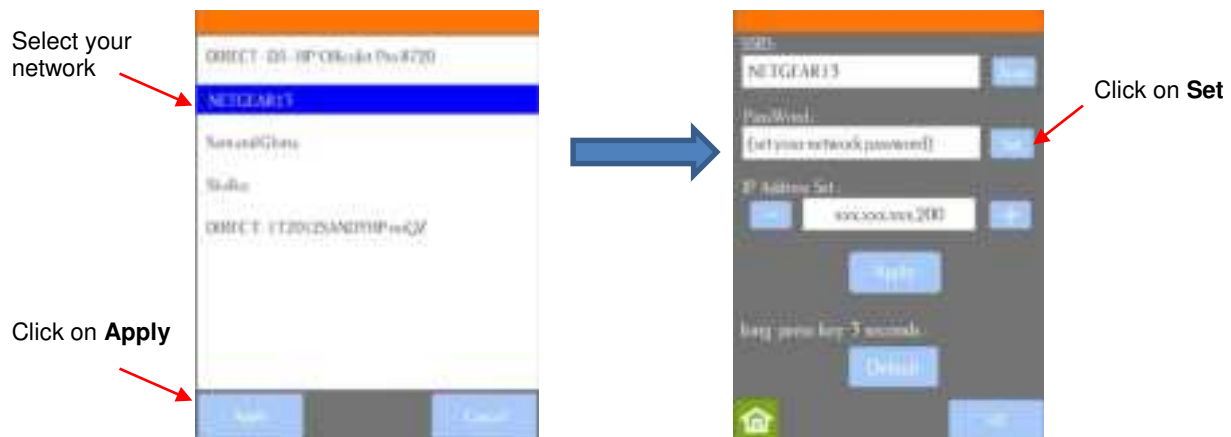 Select your
network
Click on Apply
DIRECT
HP OfficeJet Pro 8720
NETGEAR13
DIRECT
Apply
Cancel
SSID:
NETGEAR13
PassWord:
(set your network password)
Set
IP Address Set:
xxx.xxx.xxx.200
+
Apply
long press key 3 seconds
Default
Click on Set